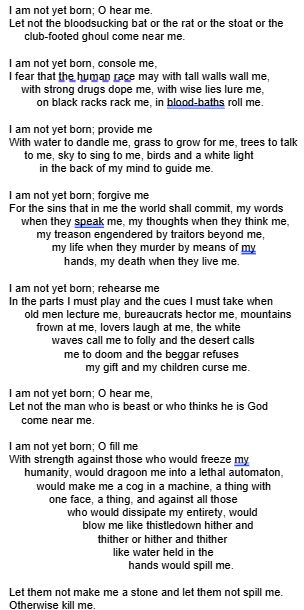 I am not yet born; O hear me.
Let not the bloodsucking bat or the rat or the stoat or the
club-footed ghoul come near me.

I am not yet born, console me,
I fear that the human race may with tall walls wall me,
with strong drugs dope me, with wise lies lure me,
on black racks rack me, in blood-baths roll me.

I am not yet born; provide me
With water to dandle me, grass to grow for me, trees to talk
to me, sky to sing to me, birds and a white light
in the back of my mind to guide me.

I am not yet born; forgive me
For the sins that in me the world shall commit, my words
when they speak me, my thoughts when they think me,
my treason engendered by traitors beyond me,
my life when they murder by means of my
hands, my death when they live me.

I am not yet born; rehearse me
In the parts I must play and the cues I must take when
old men lecture me, bureaucrats hector me, mountains
frown at me, lovers laugh at me, the white
waves call me to folly and the desert calls
me to doom and the beggar refuses
my gift and my children curse me.

I am not yet born; O hear me,
Let not the man who is beast or who thinks he is God
come near me.

I am not yet born; O fill me
With strength against those who would freeze my
humanity, would dragoon me into a lethal automaton,
would make me a cog in a machine, a thing with
one face, a thing, and against all those
who would dissipate my entirety, would
blow me like thistledown hither and
thither or hither and thither
like water held in the
hands would spill me.

Let them not make me a stone and let them not spill me.
Otherwise kill me.